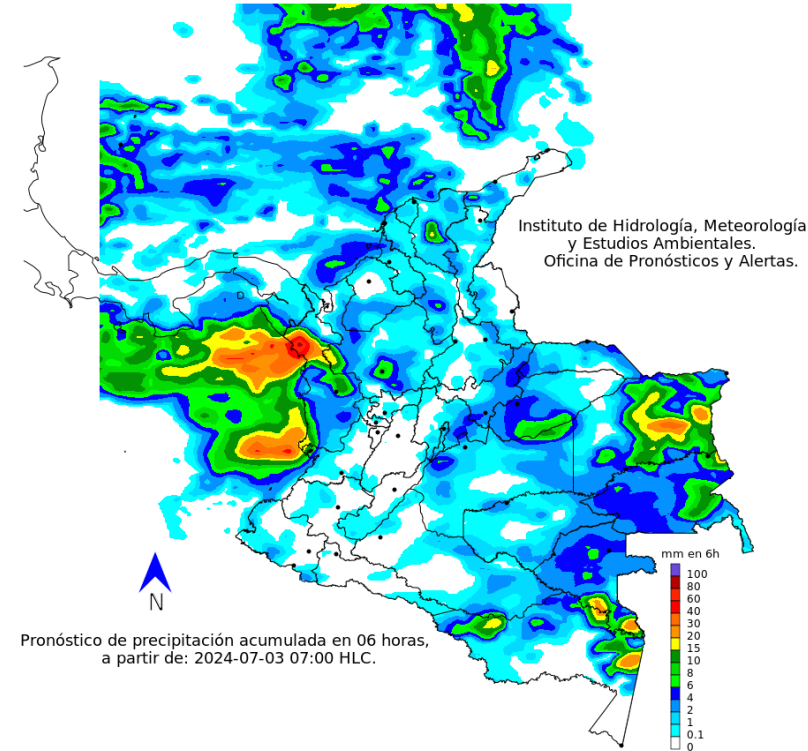 Instituto de Hidrología, Meteorología
y Estudios Ambientales.
Oficina de Pronósticos y Alertas.
mm en 6h
100
80
60
40
30
20
15
10
8
6
4
2
1
0.1
0
N
Pronóstico de precipitación acumulada en 06 horas,
a partir de: 2024-07-03 07:00 HLC.